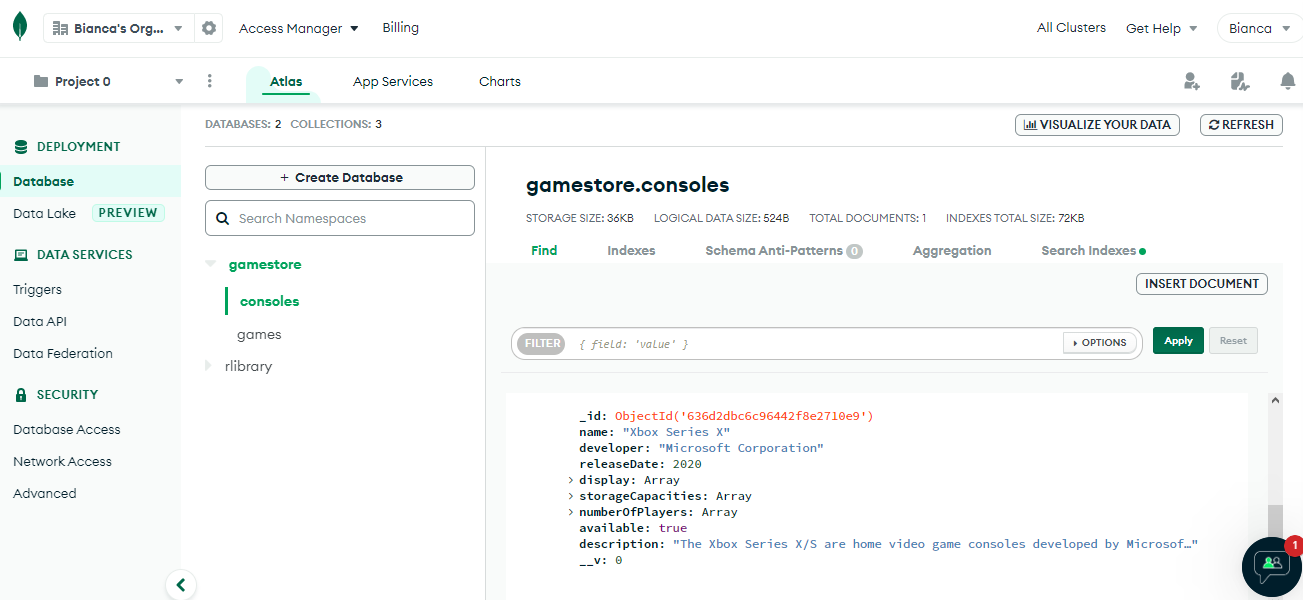 Bianca's Org... Access Manager Billing All Clusters Get Help Bianca
Project 0 Atlas App Services Charts
DATABASES: 2 COLLECTIONS: 3 VISUALIZE YOUR DATA REFRESH
DEPLOYMENT
Database
Data Lake PREVIEW
DATA SERVICES
Triggers
Data API
Data Federation
SECURITY
Database Access
Network Access
Advanced
+ Create Database
Search Namespaces
gamestore
consoles
games
rlibrary
gamestore.consoles
STORAGE SIZE: 36KB LOGICAL DATA SIZE: 524B TOTAL DOCUMENTS: 1 INDEXES TOTAL SIZE: 72KB
Find Indexes Schema Anti-Patterns 0 Aggregation Search Indexes
INSERT DOCUMENT
FILTER { field: 'value' } OPTIONS Apply Reset
_id: ObjectId('636d2dbc6c96442f8e2710e9')
name: "Xbox Series X"
developer: "Microsoft Corporation"
releaseDate: 2020
> display: Array
> storageCapacities: Array
> numberOfPlayers: Array
available: true
description: "The Xbox Series X/S are home video game consoles developed by Microsof…"
__v: 0
1